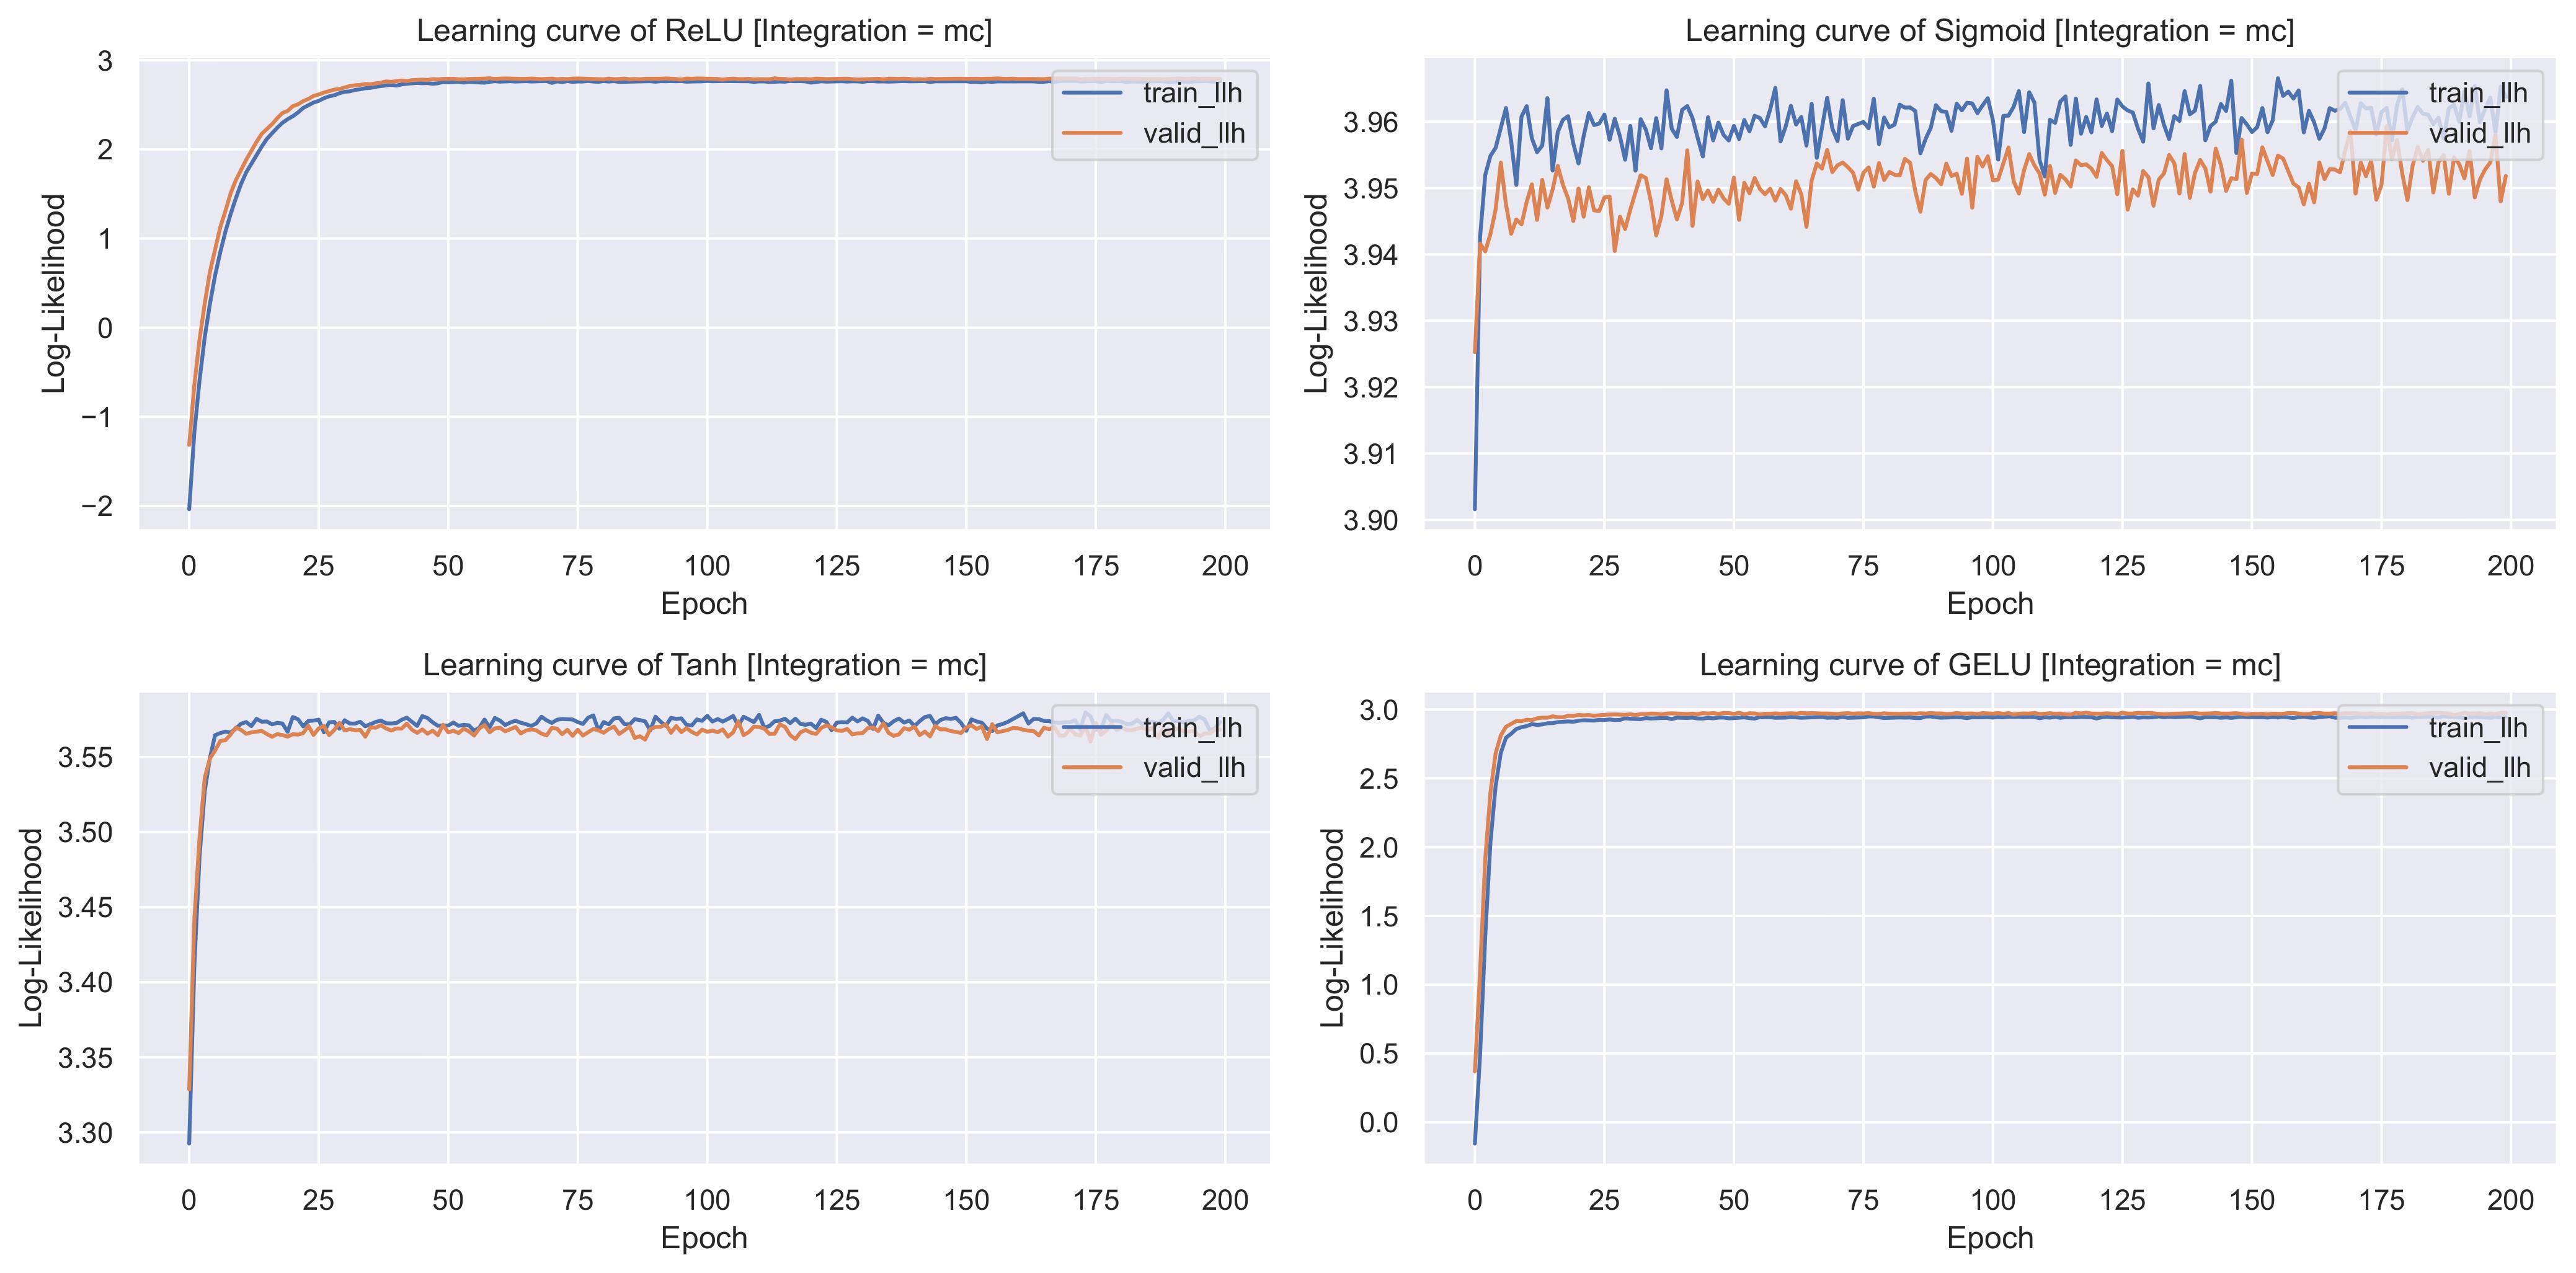 Learning curve of ReLU [Integration = mc]
3
2
1
0
−1
−2
Log-Likelihood
train_llh
valid_llh
0 25 50 75 100 125 150 175 200
Epoch
Learning curve of Sigmoid [Integration = mc]
3.96
3.95
3.94
3.93
3.92
3.91
3.90
Log-Likelihood
train_llh
valid_llh
0 25 50 75 100 125 150 175 200
Epoch
Learning curve of Tanh [Integration = mc]
3.55
3.50
3.45
3.40
3.35
3.30
Log-Likelihood
train_llh
valid_llh
0 25 50 75 100 125 150 175 200
Epoch
Learning curve of GELU [Integration = mc]
3.0
2.5
2.0
1.5
1.0
0.5
0.0
Log-Likelihood
train_llh
valid_llh
0 25 50 75 100 125 150 175 200
Epoch